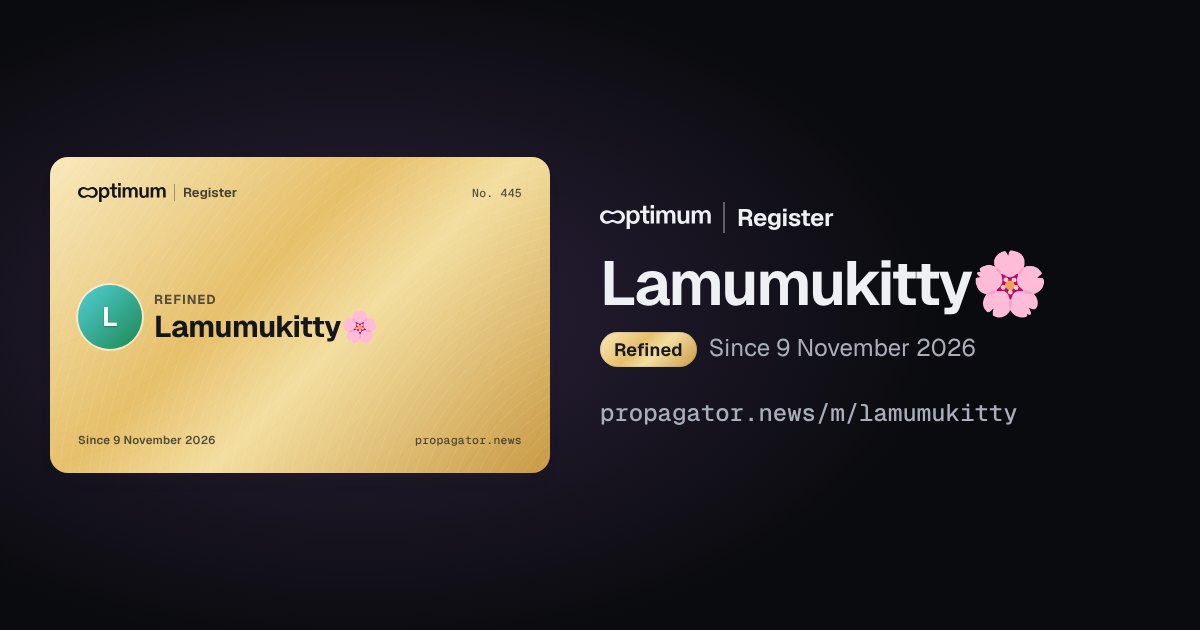 optimum | Register
No. 445
L
REFINED
Lamumukitty🌸
Since 9 November 2026
propagator.news
optimum | Register
Lamumukitty🌸
Refined Since 9 November 2026
propagator.news/m/lamumukitty